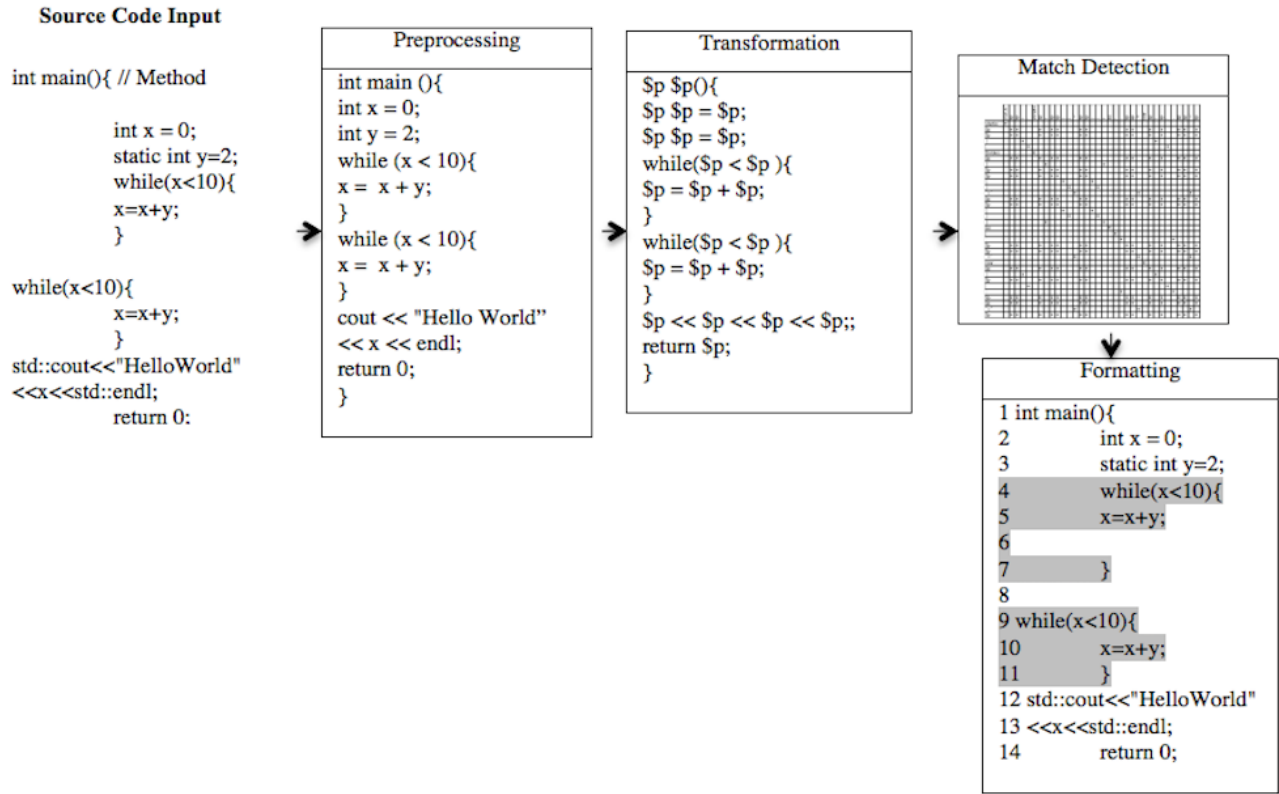 Source Code Input
int main(){ // Method
int x = 0;
static int y=2;
while(x<10){
x=x+y;
}
while(x<10){
x=x+y;
}
std::cout<<"HelloWorld"
<<x<<std::endl;
return 0:
Preprocessing
int main (){
int x = 0;
int y = 2;
while (x < 10){
x = x + y;
}
while (x < 10){
x = x + y;
}
cout << "Hello World”
<< x << endl;
return 0;
}
Transformation
$p $p(){
$p $p = $p;
$p $p = $p;
while($p < $p ){
$p = $p + $p;
}
while($p < $p ){
$p = $p + $p;
}
$p << $p << $p << $p;;
return $p;
}
Match Detection
Formatting
1 int main(){
2 int x = 0;
3 static int y=2;
4 while(x<10){
5 x=x+y;
6
7 }
8
9 while(x<10){
10 x=x+y;
11 }
12 std::cout<<"HelloWorld"
13 <<x<<std::endl;
14 return 0;